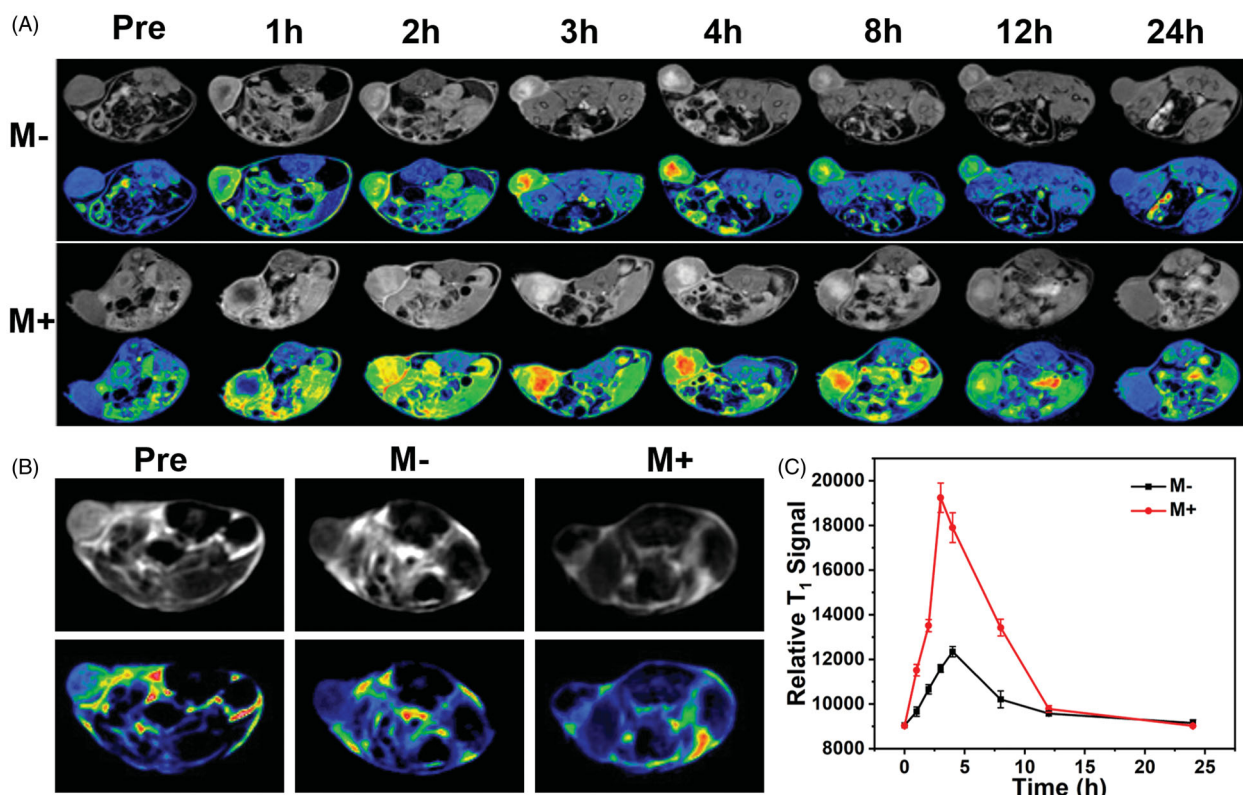 (A)
Pre 1h 2h 3h 4h 8h 12h 24h
M-
M+
(B)
Pre M- M+
(C)
20000
18000
16000
14000
12000
10000
8000
Relative T₁ Signal
M-
M+
0 5 10 15 20 25
Time (h)